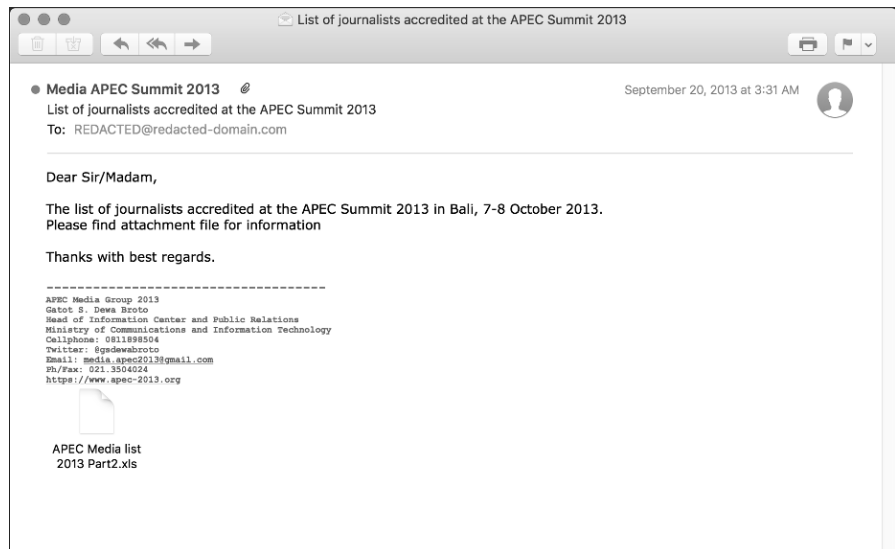 List of journalists accredited at the APEC Summit 2013
Media APEC Summit 2013
September 20, 2013 at 3:31 AM
List of journalists accredited at the APEC Summit 2013
To: REDACTED@redacted-domain.com
Dear Sir/Madam,
The list of journalists accredited at the APEC Summit 2013 in Bali, 7-8 October 2013.
Please find attachment file for information
Thanks with best regards.
------------------------------------
APEC Media Group 2013
Gatot S. Dewa Broto
Head of Information Center and Public Relations
Ministry of Communications and Information Technology
Cellphone: 0811898504
Twitter: @gsdewabroto
Email: media.apec2013@gmail.com
Ph/Fax: 021.3504024
https://www.apec-2013.org
APEC Media list
2013 Part2.xls